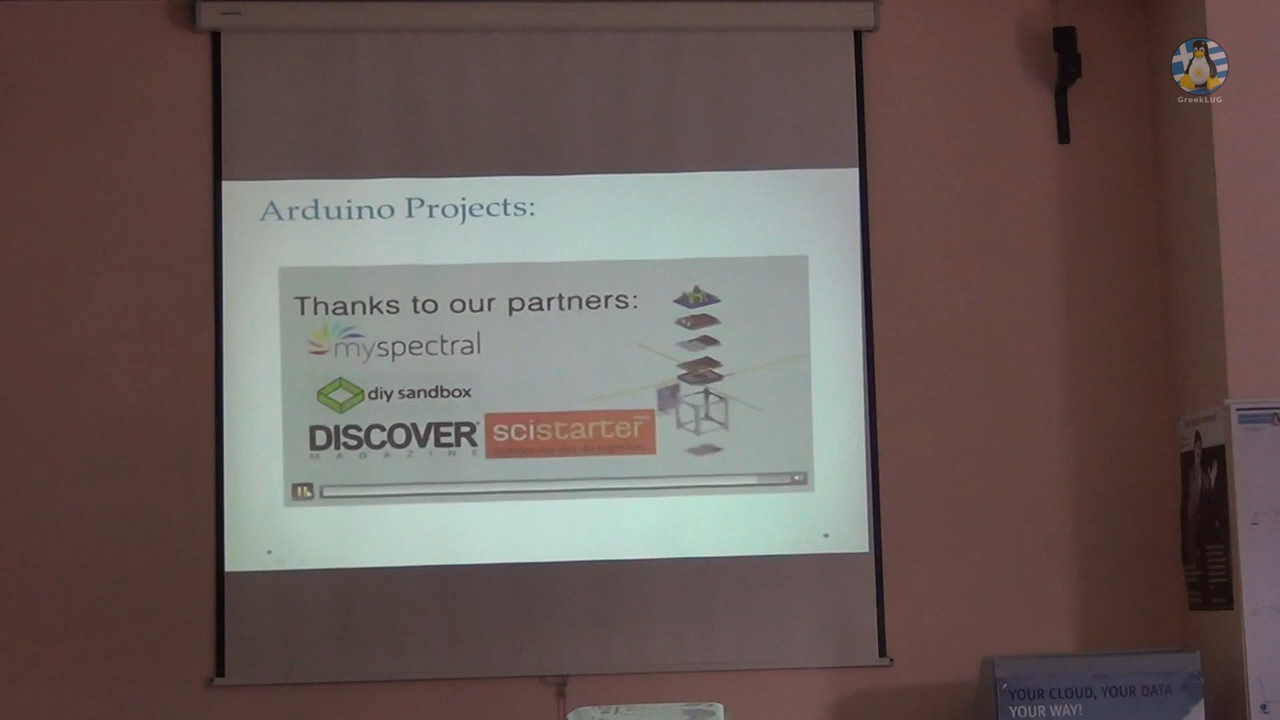 GreekLUG
Arduino Projects:
Thanks to our partners:
myspectral
diy sandbox
DISCOVER
MAGAZINE
scistarter
YOUR CLOUD, YOUR DATA
YOUR WAY!